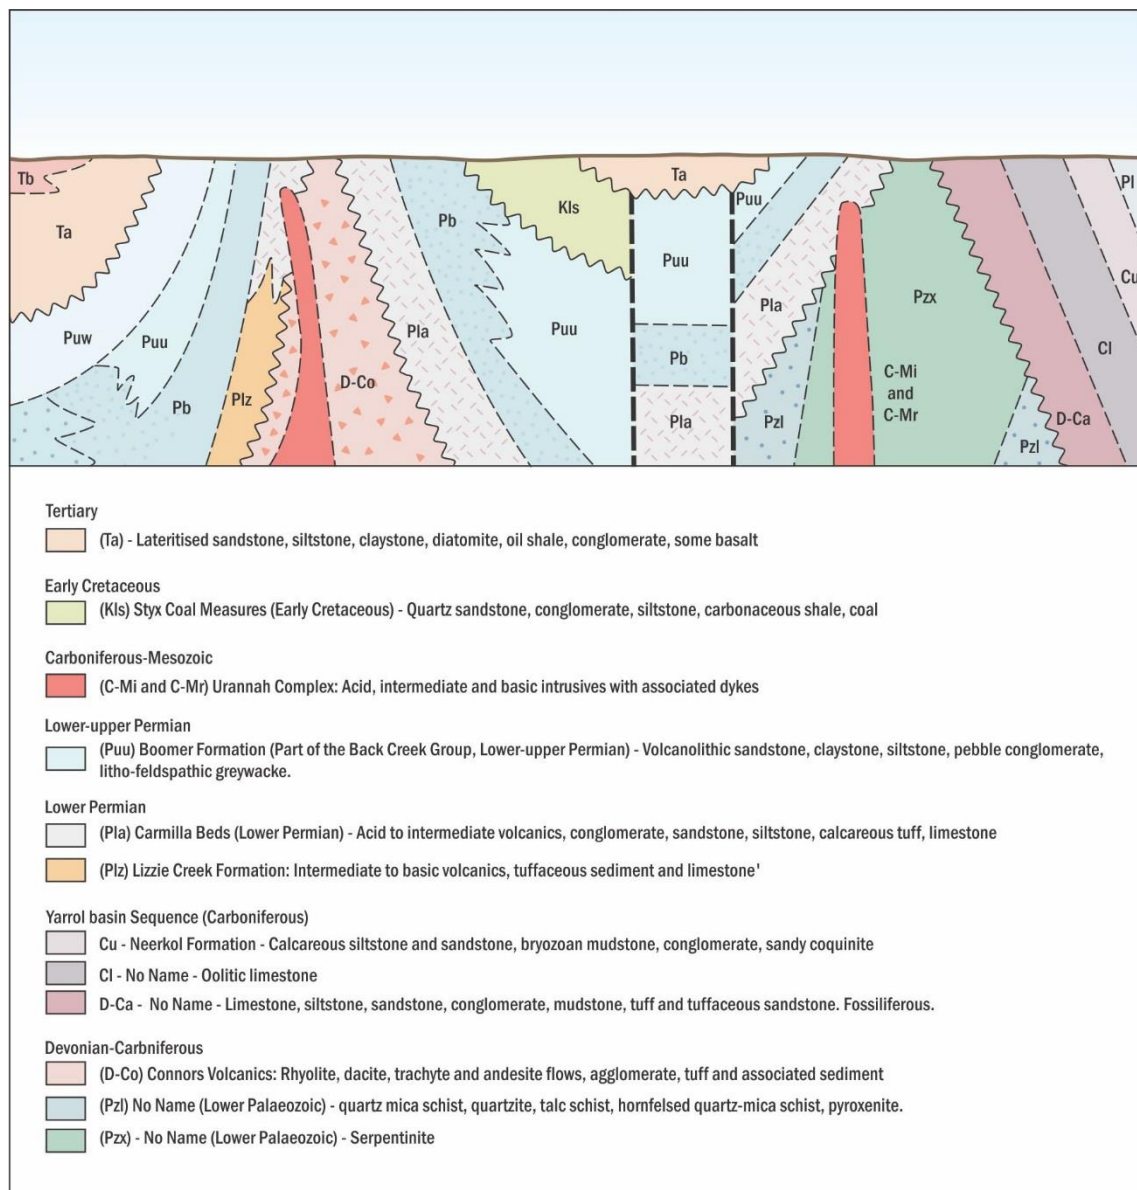 Tb
Ta
Puw
Puu
Pb
Plz
D-Co
Pla
Pb
Kls
Puu
Ta
Puu
Pb
Pla
Puu
Pla
Pzl
Pzx
C-Mi
and
C-Mr
Pzl
D-Ca
Cl
Cu
Pl
Tertiary
(Ta) - Lateritised sandstone, siltstone, claystone, diatomite, oil shale, conglomerate, some basalt
Early Cretaceous
(Kls) Styx Coal Measures (Early Cretaceous) - Quartz sandstone, conglomerate, siltstone, carbonaceous shale, coal
Carboniferous-Mesozoic
(C-Mi and C-Mr) Urannah Complex: Acid, intermediate and basic intrusives with associated dykes
Lower-upper Permian
(Puu) Boomer Formation (Part of the Back Creek Group, Lower-upper Permian) - Volcanolithic sandstone, claystone, siltstone, pebble conglomerate,
litho-feldspathic greywacke.
Lower Permian
(Pla) Carmilla Beds (Lower Permian) - Acid to intermediate volcanics, conglomerate, sandstone, siltstone, calcareous tuff, limestone
(Plz) Lizzie Creek Formation: Intermediate to basic volcanics, tuffaceous sediment and limestone'
Yarrol basin Sequence (Carboniferous)
Cu - Neerkol Formation - Calcareous siltstone and sandstone, bryozoan mudstone, conglomerate, sandy coquinite
Cl - No Name - Oolitic limestone
D-Ca - No Name - Limestone, siltstone, sandstone, conglomerate, mudstone, tuff and tuffaceous sandstone. Fossiliferous.
Devonian-Carbniferous
(D-Co) Connors Volcanics: Rhyolite, dacite, trachyte and andesite flows, agglomerate, tuff and associated sediment
(Pzl) No Name (Lower Palaeozoic) - quartz mica schist, quartzite, talc schist, hornfelsed quartz-mica schist, pyroxenite.
(Pzx) - No Name (Lower Palaeozoic) - Serpentinite